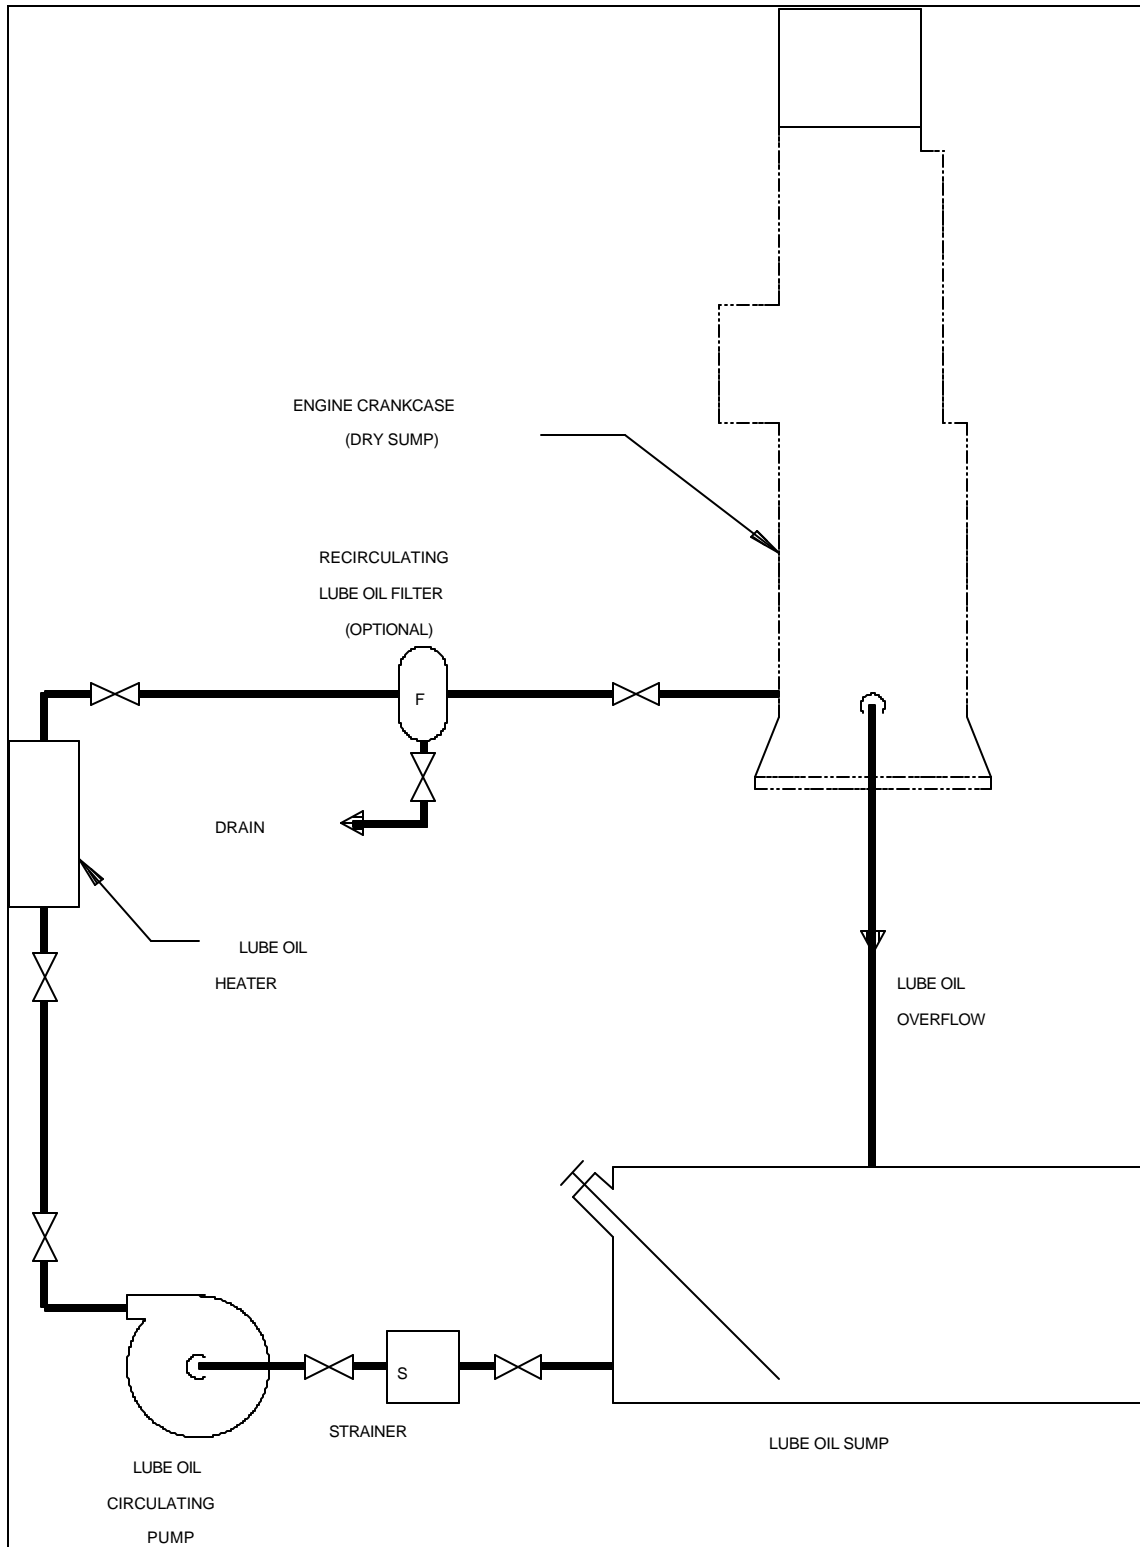 ENGINE CRANKCASE
(DRY SUMP)
RECIRCULATING
LUBE OIL FILTER
(OPTIONAL)
F
DRAIN
LUBE OIL
HEATER
LUBE OIL
OVERFLOW
S
STRAINER
LUBE OIL SUMP
LUBE OIL
CIRCULATING
PUMP